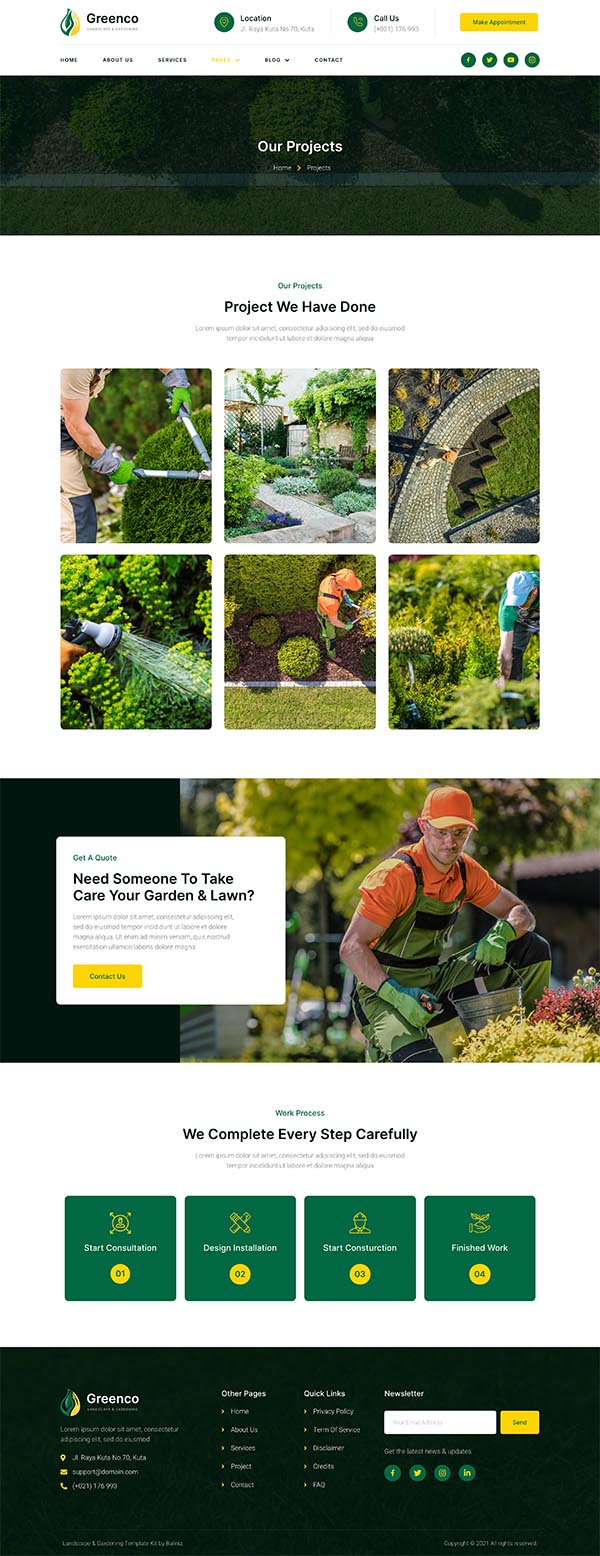 Greenco
LANDSCAPE & GARDENING
Location
Jl. Raya Kuta No.70, Kuta
Call Us
(+021) 176 993
Make Appointment
HOME
ABOUT US
SERVICES
PAGES
BLOG
CONTACT
Our Projects
Home
Projects
Our Projects
Project We Have Done
Lorem ipsum dolor sit amet, consectetur adipiscing elit, sed do eiusmod
tempor incididunt ut labore et dolore magna aliqua
Get A Quote
Need Someone To Take
Care Your Garden & Lawn?
Lorem ipsum dolor sit amet, consectetur adipiscing elit,
sed do eiusmod tempor incid idunt ut labore et dolore
magna aliqua. Ut enim ad minim veniam, quis nostrud
exercitation ullamco laboris dolore magna
Contact Us
Work Process
We Complete Every Step Carefully
Lorem ipsum dolor sit amet, consectetur adipiscing elit, sed do eiusmod
tempor incididunt ut labore et dolore magna aliqua
Start Consultation
01
Design Installation
02
Start Consturction
03
Finished Work
04
Greenco
LANDSCAPE & GARDENING
Lorem ipsum dolor sit amet, consectetur
adipiscing elit, sed do eiusmod
Jl. Raya Kuta No.70, Kuta
support@domain.com
(+021) 176 993
Other Pages
Home
About Us
Services
Project
Contact
Quick Links
Privacy Policy
Term Of Service
Disclaimer
Credits
FAQ
Newsletter
Your Email Address
Send
Get the latest news & updates
Landscape & Gardening Template Kit by Baliniz
Copyright © 2021. All rights reserved.